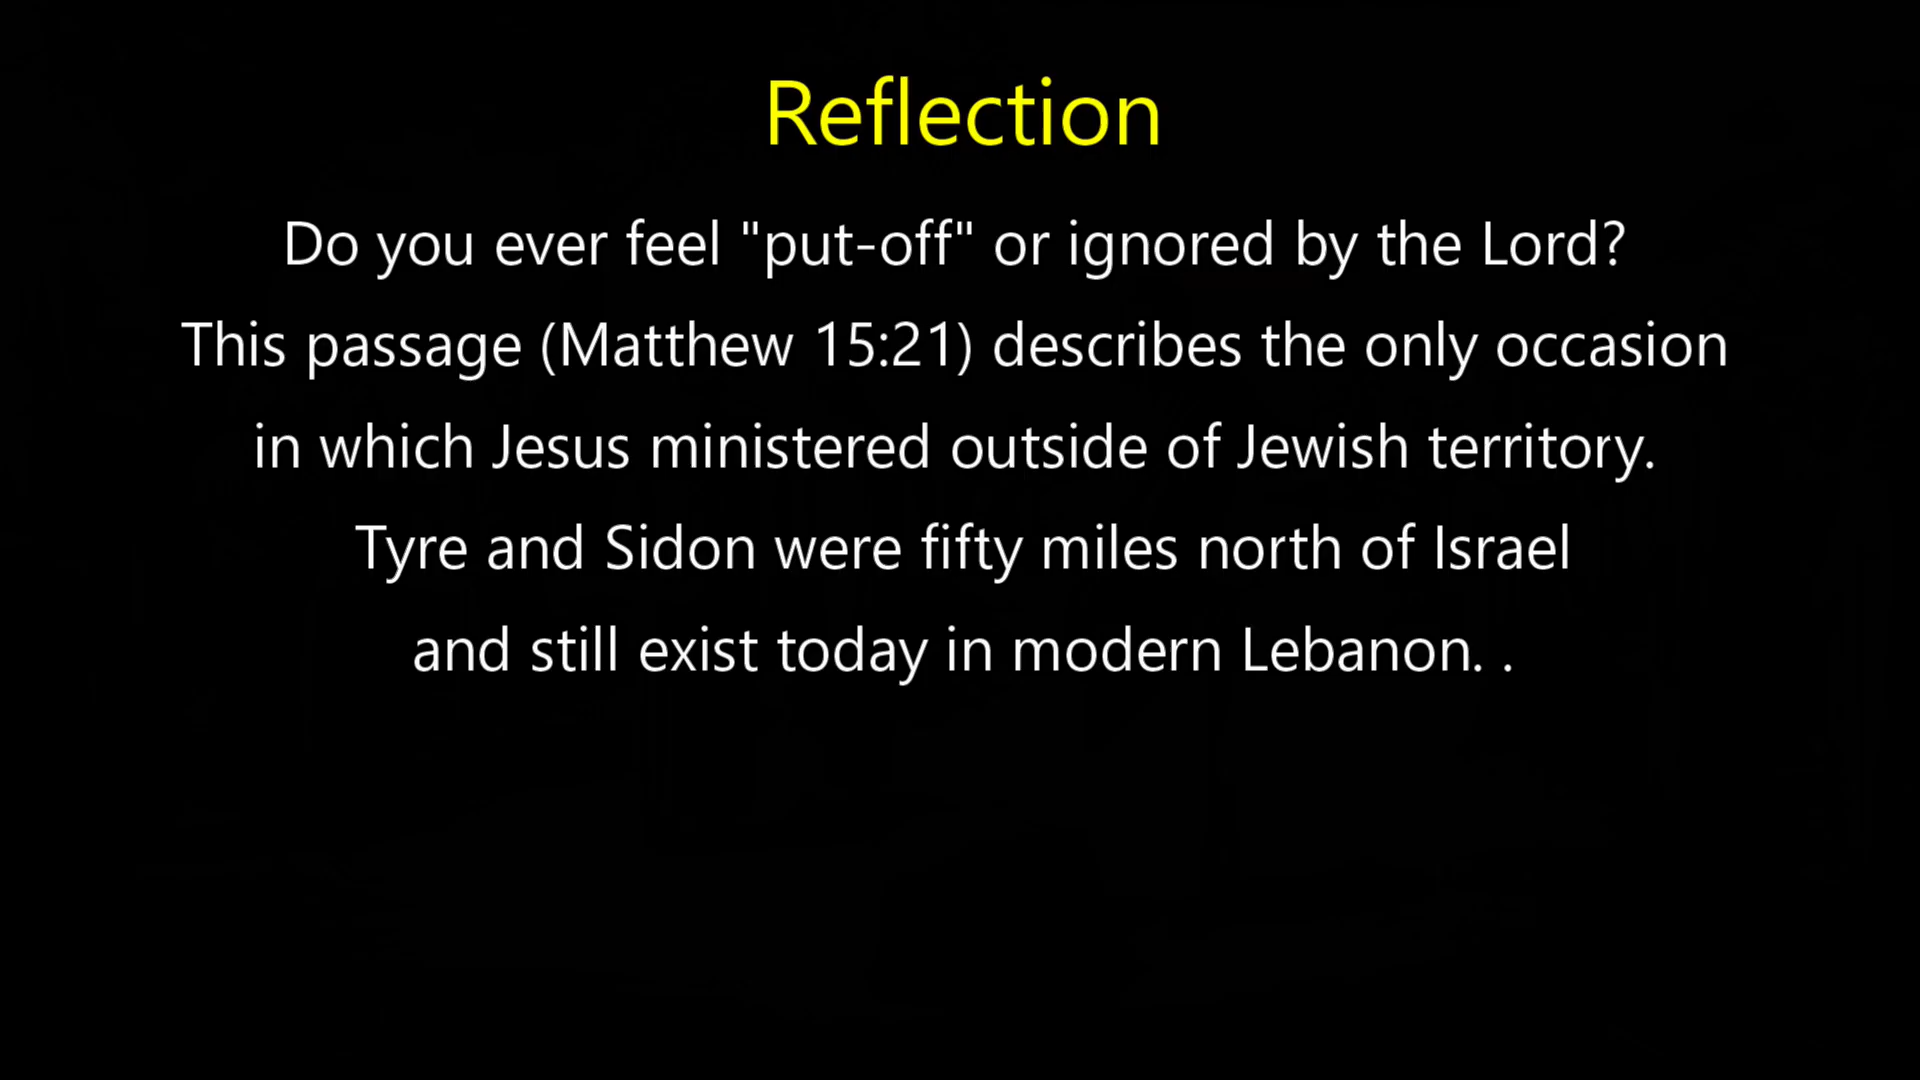 Reflection
Do you ever feel "put-off" or ignored by the Lord?
This passage (Matthew 15:21) describes the only occasion
in which Jesus ministered outside of Jewish territory.
Tyre and Sidon were fifty miles north of Israel
and still exist today in modern Lebanon. .